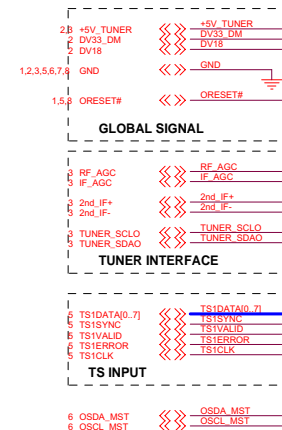 2,3 +5V_TUNER +5V_TUNER
2 DV33_DM DV33_DM
2 DV18 DV18
1,2,3,5,6,7,8 GND GND
1,5,8 ORESET# ORESET#
GLOBAL SIGNAL
3 RF_AGC RF_AGC
3 IF_AGC IF_AGC
3 2nd_IF+ 2nd_IF+
3 2nd_IF- 2nd_IF-
3 TUNER_SCLO TUNER_SCLO
3 TUNER_SDAO TUNER_SDAO
TUNER INTERFACE
5 TS1DATA[0..7] TS1DATA[0..7]
5 TS1SYNC TS1SYNC
5 TS1VALID TS1VALID
5 TS1ERROR TS1ERROR
5 TS1CLK TS1CLK
TS INPUT
6 OSDA_MST OSDA_MST
6 OSCL_MST OSCL_MST